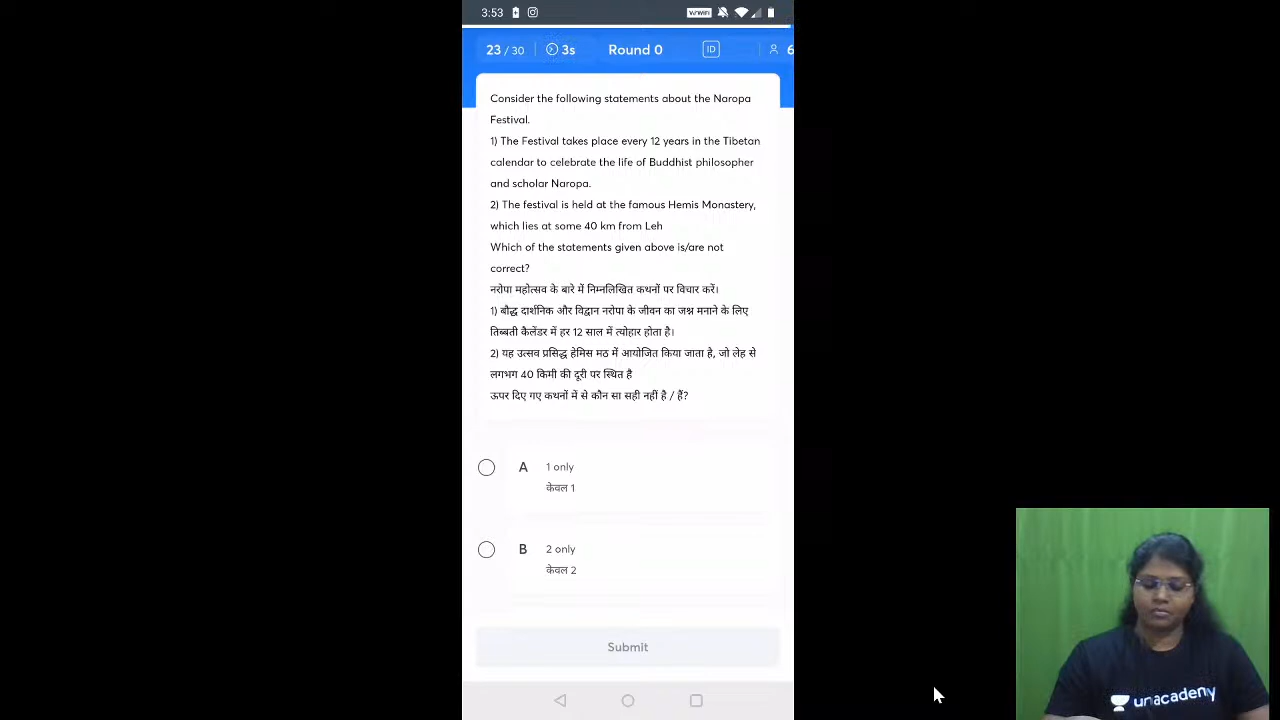 3:53
23 / 30
3s
Round 0
ID
6
Consider the following statements about the Naropa
Festival.
1) The Festival takes place every 12 years in the Tibetan
calendar to celebrate the life of Buddhist philosopher
and scholar Naropa.
2) The festival is held at the famous Hemis Monastery,
which lies at some 40 km from Leh
Which of the statements given above is/are not
correct?
नरोपा महोत्सव के बारे में निम्नलिखित कथनों पर विचार करें।
1) बौद्ध दार्शनिक और विद्वान नरोपा के जीवन का जश्न मनाने के लिए
तिब्बती कैलेंडर में हर 12 साल में त्योहार होता है।
2) यह उत्सव प्रसिद्ध हेमिस मठ में आयोजित किया जाता है, जो लेह से
लगभग 40 किमी की दूरी पर स्थित है
ऊपर दिए गए कथनों में से कौन सा सही नहीं है / हैं?
A 1 only
केवल 1
B 2 only
केवल 2
Submit
unacademy